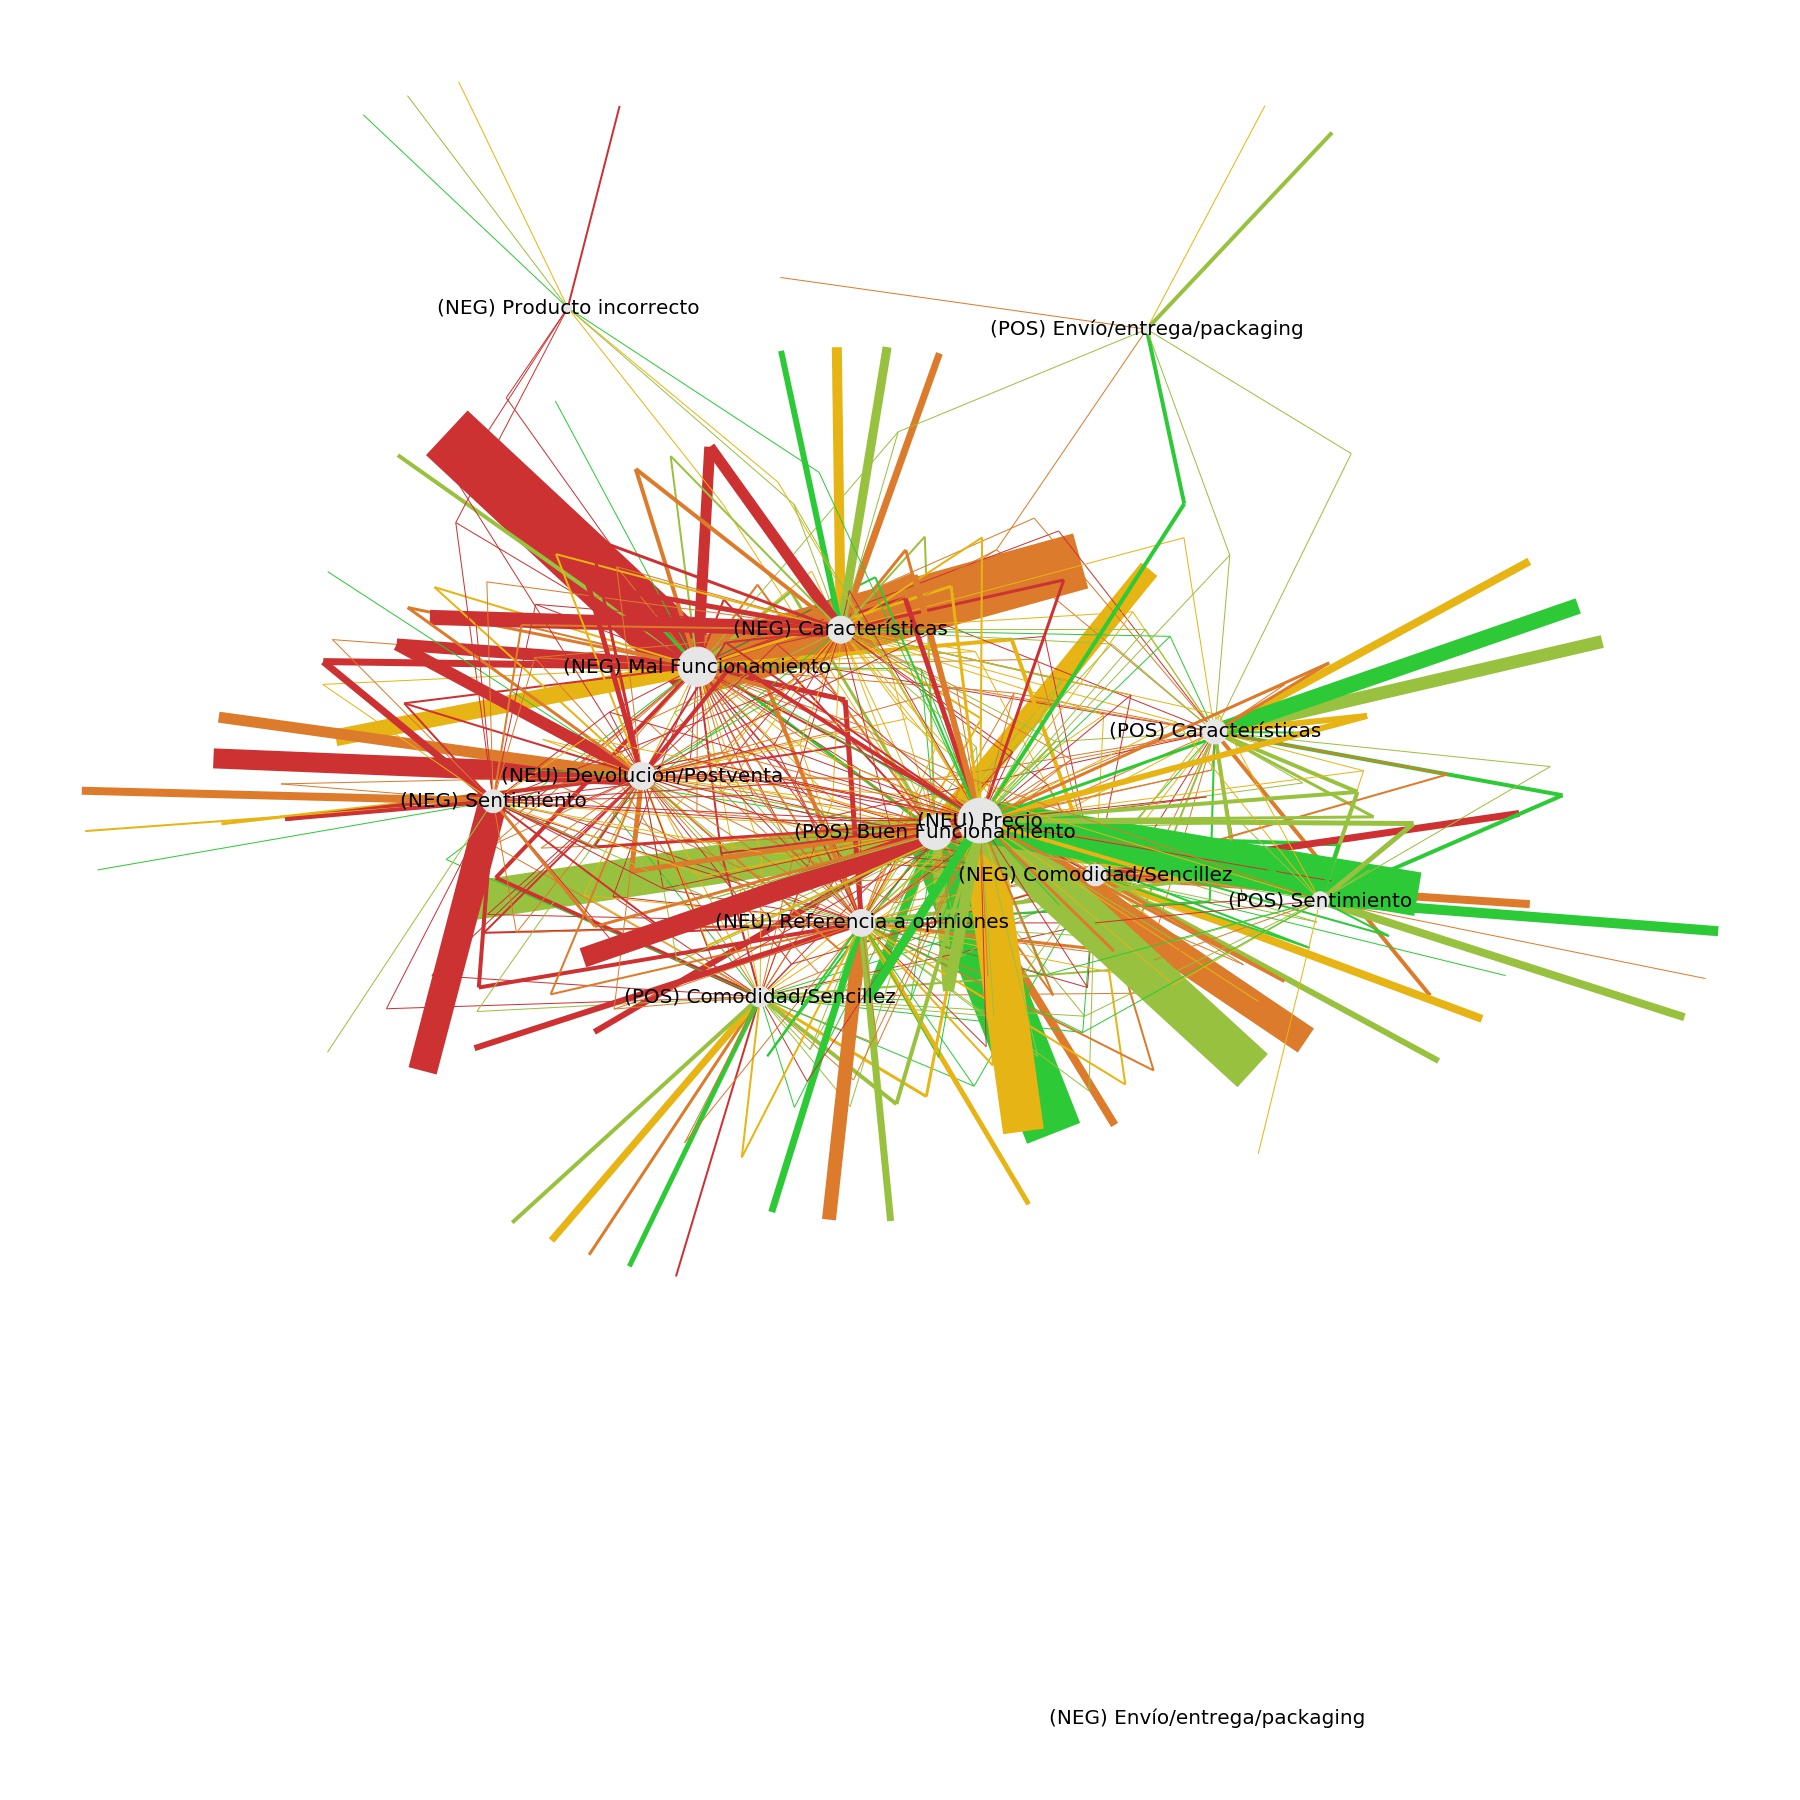 (NEG) Producto incorrecto
(POS) Envío/entrega/packaging
(NEG) Características
(NEG) Mal Funcionamiento
(POS) Características
(NEU) Devolución/Postventa
(NEG) Sentimiento
(NEU) Precio
(POS) Buen Funcionamiento
(NEG) Comodidad/Sencillez
(POS) Sentimiento
(NEU) Referencia a opiniones
(POS) Comodidad/Sencillez
(NEG) Envío/entrega/packaging